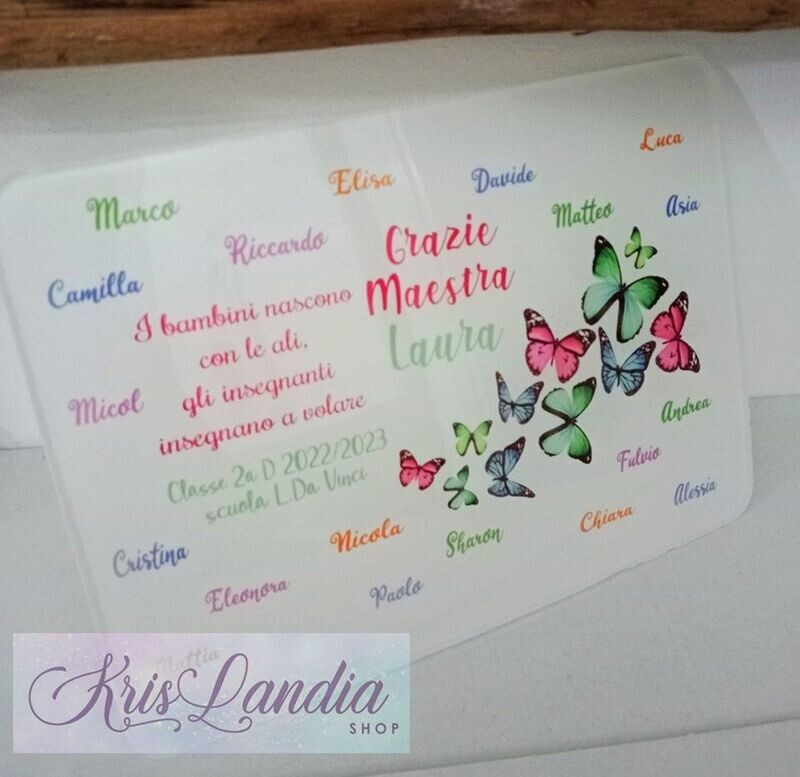 Luca
Elisa
Davide
Marco
Matteo
Asia
Riccardo
Grazie
Maestra
Laura
Camilla
I bambini nascono
con le ali,
gli insegnanti
insegnano a volare
Micol
Classe 2a D 2022/2023
scuola L.Da Vinci
Andrea
Fulvio
Alessia
Chiara
Nicola
Sharon
Cristina
Eleonora
Paolo
Mattia
KrisLandia
SHOP